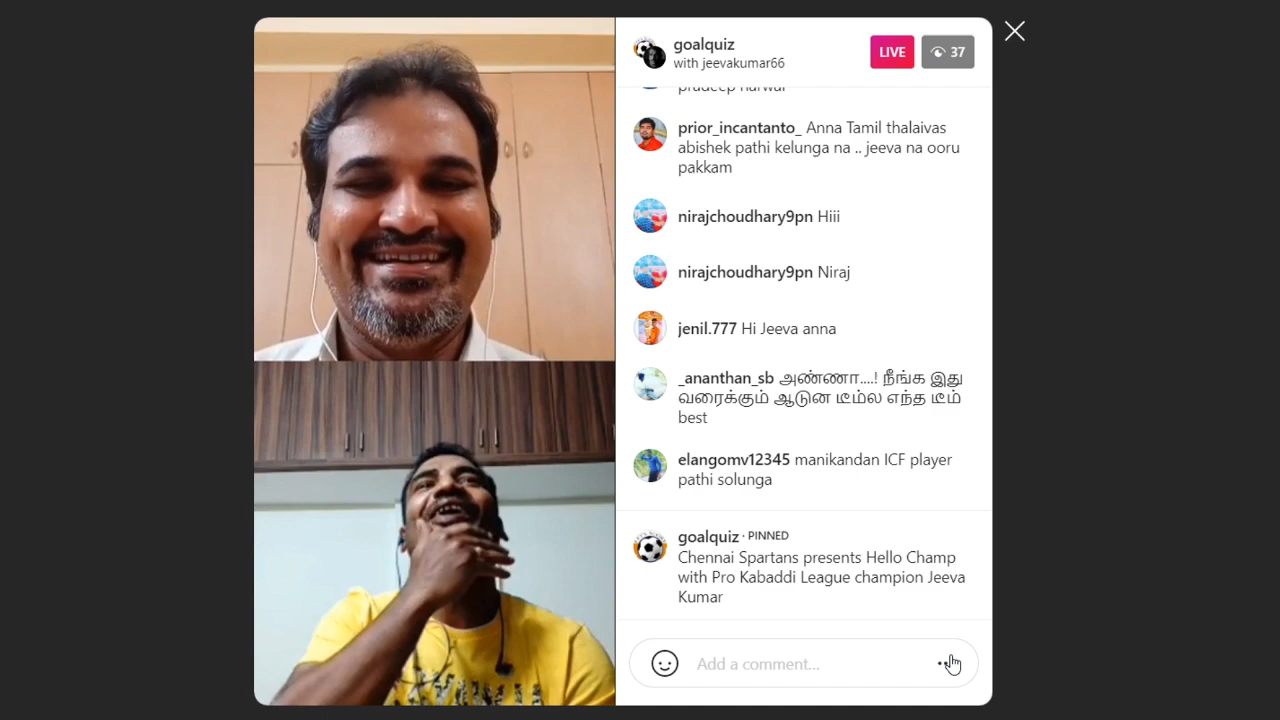 goalquiz
with jeevakumar66
LIVE
37
pradeep narwal
prior_incantanto_ Anna Tamil thalaivas
abishek pathi kelunga na .. jeeva na ooru
pakkam
nirajchoudhary9pn Hiii
nirajchoudhary9pn Niraj
jenil.777 Hi Jeeva anna
_ananthan_sb அண்ணா....! நீங்க இது
வரைக்கும் ஆடுன டீம்ல எந்த டீம்
best
elangomv12345 manikandan ICF player
pathi solunga
goalquiz · PINNED
Chennai Spartans presents Hello Champ
with Pro Kabaddi League champion Jeeva
Kumar
Add a comment...